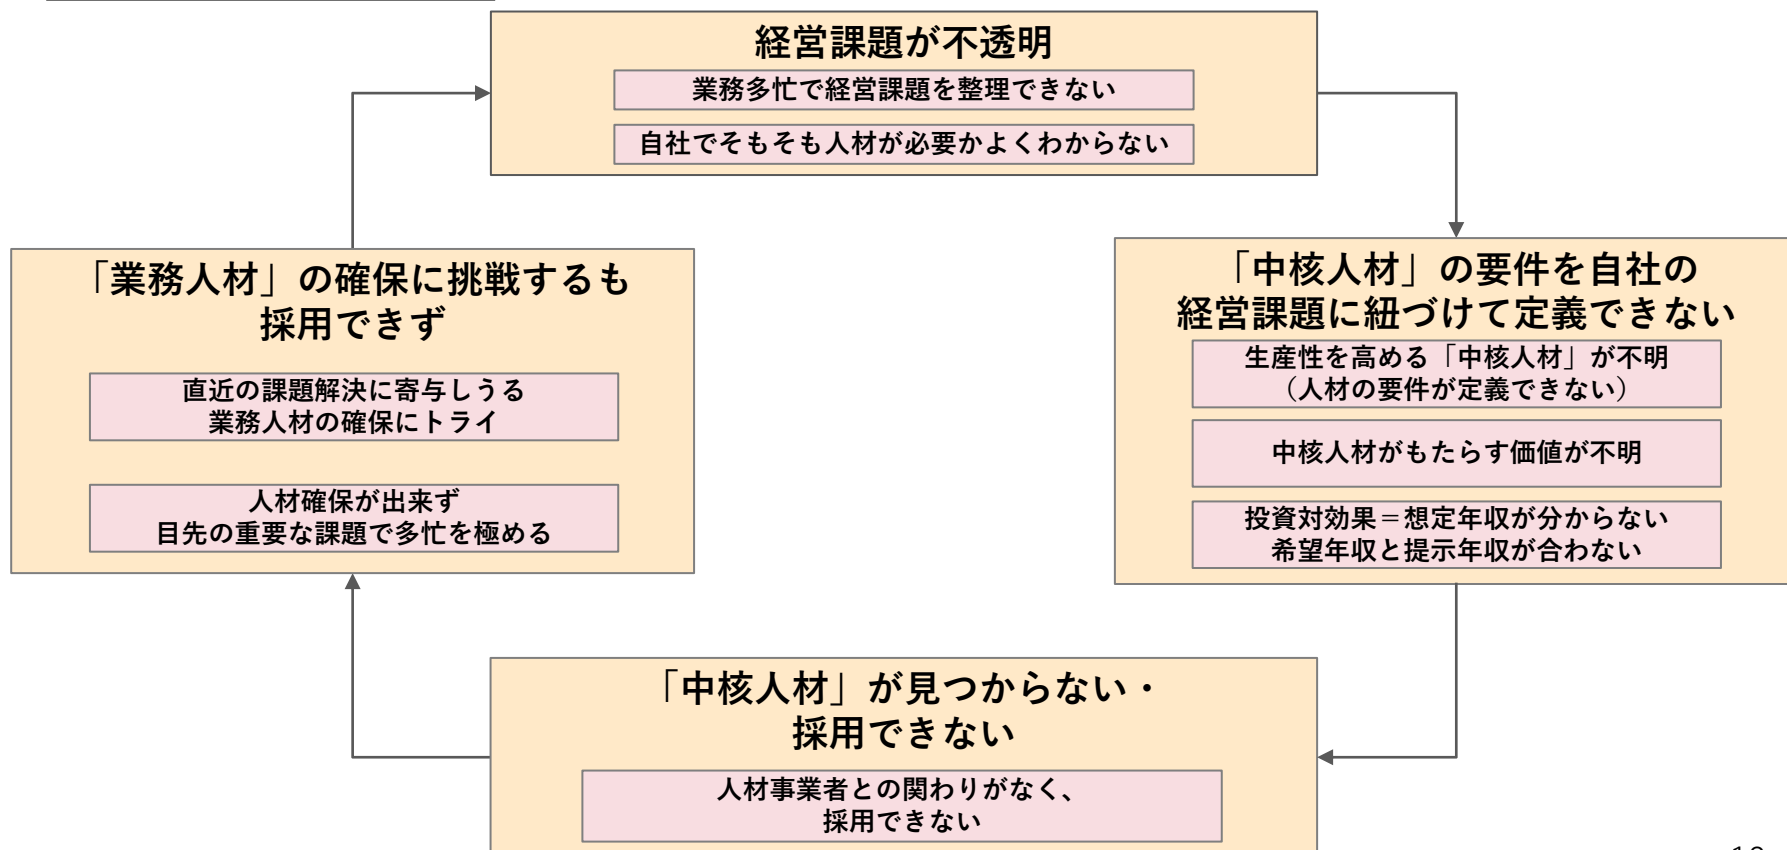 経営課題が不透明
業務多忙で経営課題を整理できない
自社でそもそも人材が必要かよくわからない
「中核人材」の要件を自社の
経営課題に紐づけて定義できない
生産性を高める「中核人材」が不明
（人材の要件が定義できない）
中核人材がもたらす価値が不明
投資対効果＝想定年収が分からない
希望年収と提示年収が合わない
「中核人材」が見つからない・
採用できない
人材事業者との関わりがなく、
採用できない
「業務人材」の確保に挑戦するも
採用できず
直近の課題解決に寄与しうる
業務人材の確保にトライ
人材確保が出来ず
目先の重要な課題で多忙を極める